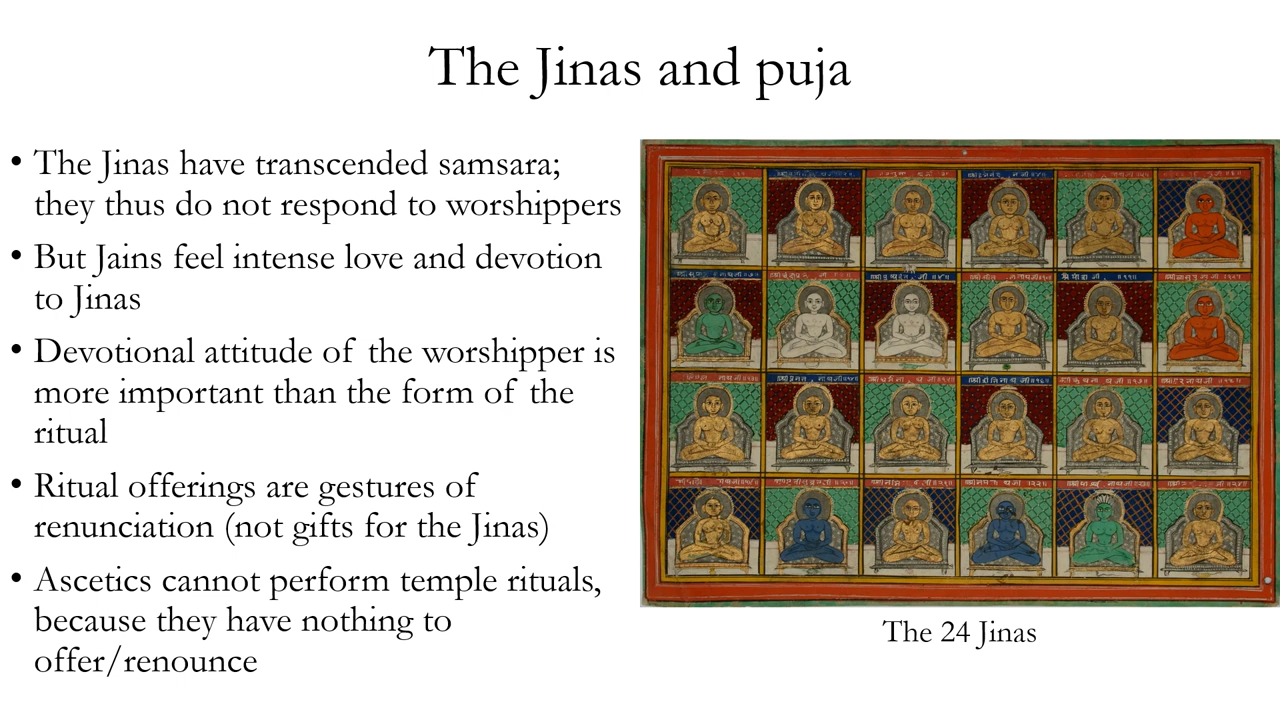 The Jinas and puja
• The Jinas have transcended samsara;
they thus do not respond to worshippers
• But Jains feel intense love and devotion
to Jinas
• Devotional attitude of the worshipper is
more important than the form of the
ritual
• Ritual offerings are gestures of
renunciation (not gifts for the Jinas)
• Ascetics cannot perform temple rituals,
because they have nothing to
offer/renounce
The 24 Jinas